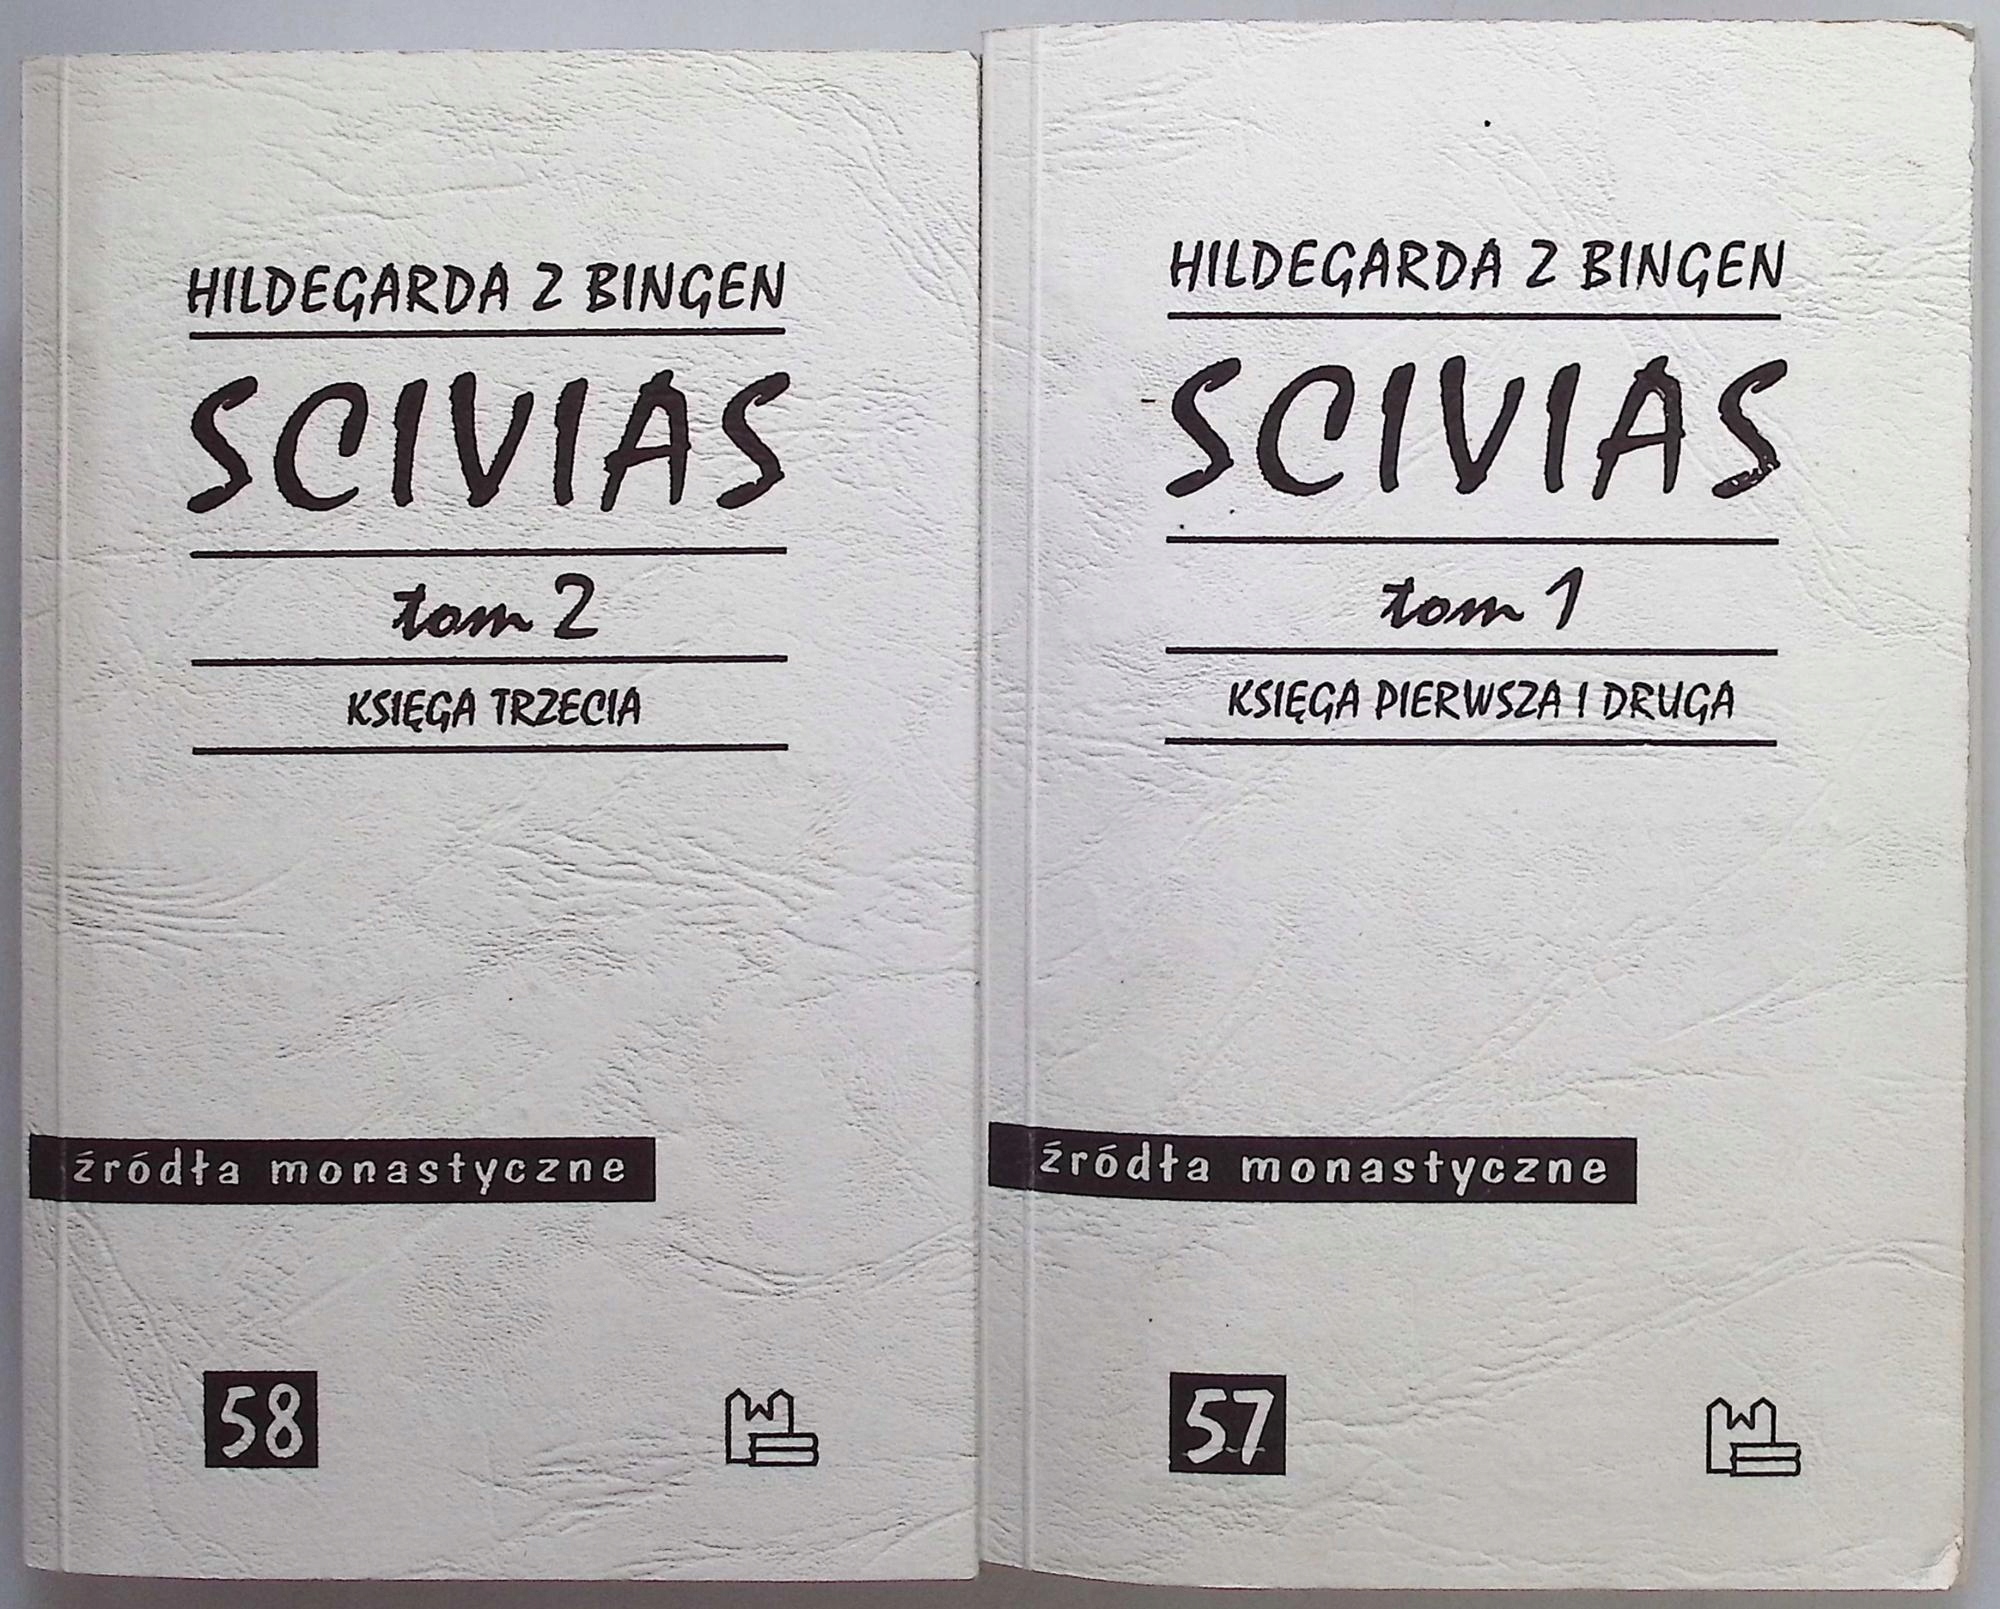 HILDEGARDA Z BINGEN
SCIVIAS
tom 2
KSIĘGA TRZECIA
źródła monastyczne
58
HILDEGARDA Z BINGEN
SCIVIAS
tom 1
KSIĘGA PIERWSZA I DRUGA
źródła monastyczne
57